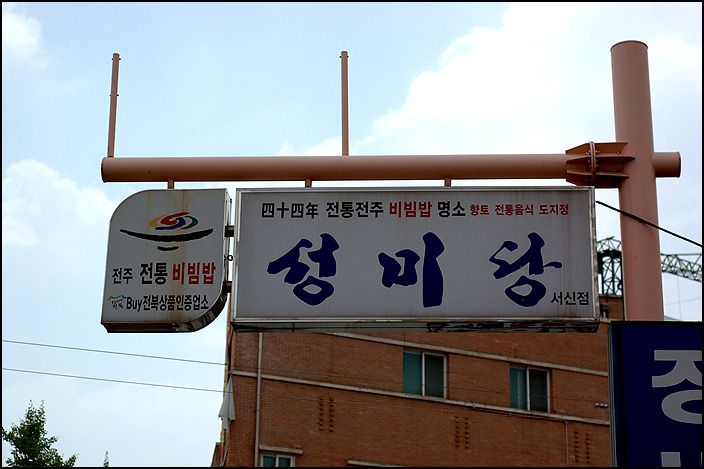 전주 전통 비빔밥
Buy전북상품인증업소
四十四年 전통전주 비빔밥 명소 향토 전통음식 도지정
성미당
서신점